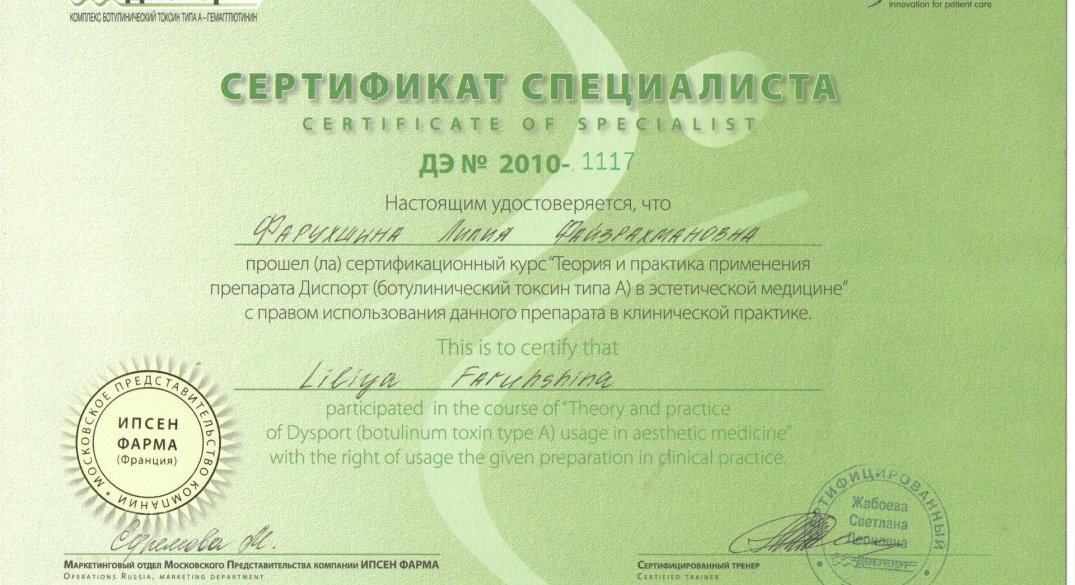 КОМПЛЕКС БОТУЛИНИЧЕСКИЙ ТОКСИН ТИПА А–ГЕМАГГЛЮТИНИН
Innovation for patient care
СЕРТИФИКАТ СПЕЦИАЛИСТА
CERTIFICATE OF SPECIALIST
ДЭ № 2010- 1117
Настоящим удостоверяется, что
Фарухшина Лилия Файзрахмановна
прошел (ла) сертификационный курс “Теория и практика применения
препарата Диспорт (ботулинический токсин типа А) в эстетической медицине”
с правом использования данного препарата в клинической практике.
This is to certify that
Liliya Faruhshina
participated in the course of “Theory and practice
of Dysport (botulinum toxin type A) usage in aesthetic medicine”
with the right of usage the given preparation in clinical practice.
МОСКОВСКОЕ ПРЕДСТАВИТЕЛЬСТВО КОМПАНИИ
ИПСЕН
ФАРМА
(Франция)
Ефремова М.
МАРКЕТИНГОВЫЙ ОТДЕЛ МОСКОВСКОГО ПРЕДСТАВИТЕЛЬСТВА КОМПАНИИ ИПСЕН ФАРМА
OPERATIONS RUSSIA, MARKETING DEPARTMENT
Жабоева
Светлана
Леоновна
Диспорт
СЕРТИФИЦИРОВАННЫЙ ТРЕНЕР
CERTIFIED TRAINER